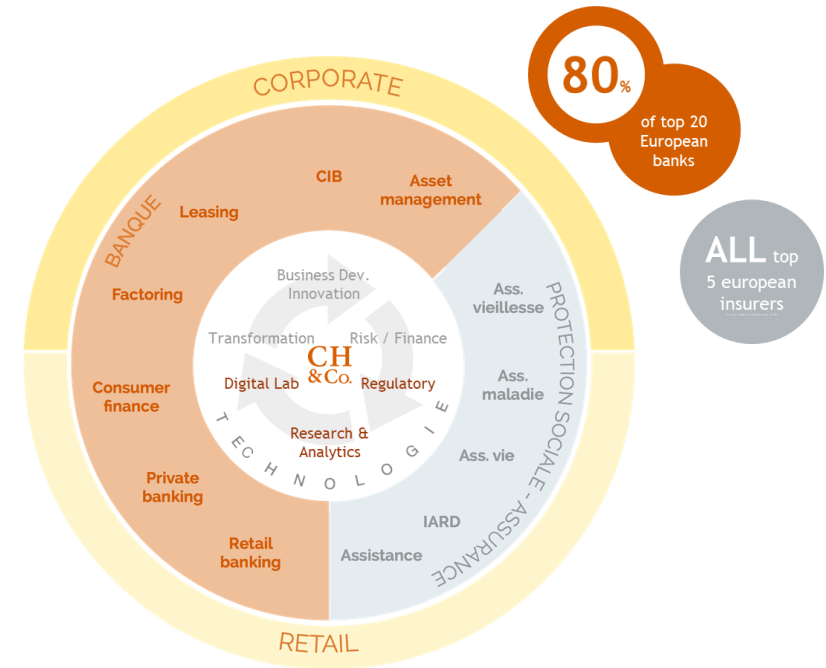 CORPORATE
80%
of top 20
European
banks
ALL top
5 european
insurers
BANQUE
CIB
Asset
management
Leasing
Factoring
Consumer
finance
Private
banking
Retail
banking
PROTECTION SOCIALE - ASSURANCE
Ass.
vieillesse
Ass.
maladie
Ass. vie
IARD
Assistance
Business Dev.
Innovation
Transformation
Risk / Finance
CH
& Co.
Digital Lab
Regulatory
Research &
Analytics
TECHNOLOGIE
RETAIL